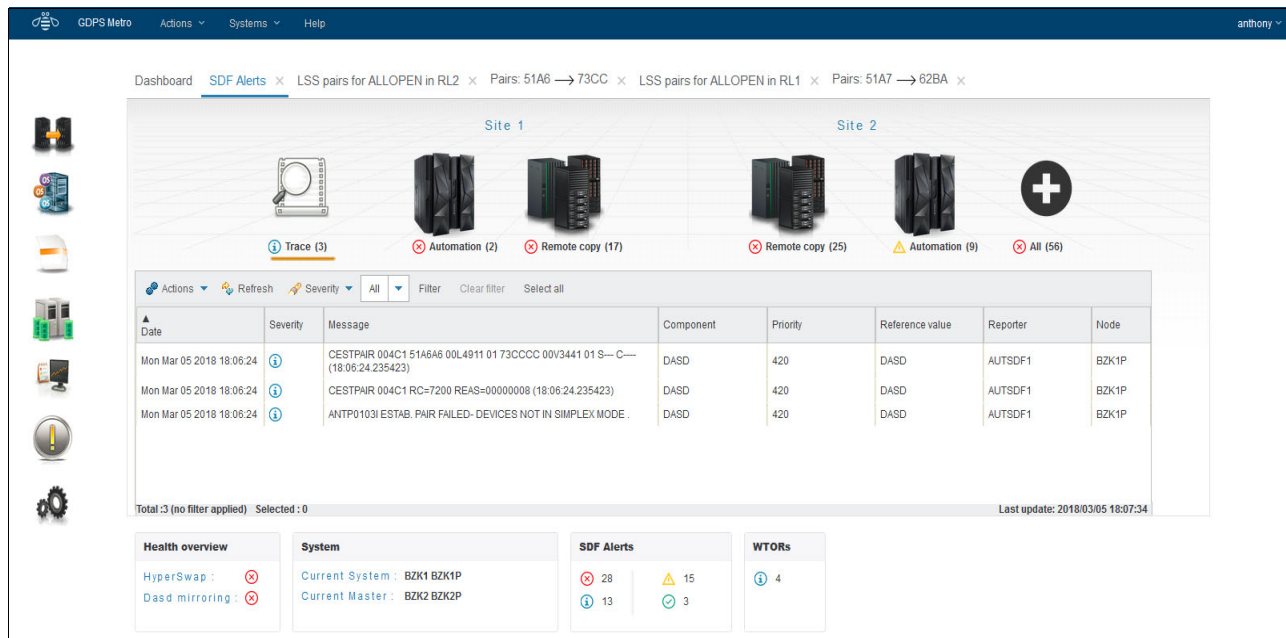 GDPS Metro Actions Systems Help anthony
Dashboard SDF Alerts × LSS pairs for ALLOPEN in RL2 × Pairs: 51A6 → 73CC × LSS pairs for ALLOPEN in RL1 × Pairs: 51A7 → 62BA ×
Site 1 Site 2
OS
OS
Trace (3) Automation (2) Remote copy (17) Remote copy (25) Automation (9) All (56)
Actions Refresh Severity All Filter Clear filter Select all
Date Severity Message Component Priority Reference value Reporter Node
Mon Mar 05 2018 18:06:24 CESTPAIR 004C1 51A6A6 00L4911 01 73CCCC 00V3441 01 S--- C---- DASD 420 DASD AUTSDF1 BZK1P
(18:06:24.235423)
Mon Mar 05 2018 18:06:24 CESTPAIR 004C1 RC=7200 REAS=00000008 (18:06:24.235423) DASD 420 DASD AUTSDF1 BZK1P
Mon Mar 05 2018 18:06:24 ANTP0103I ESTAB. PAIR FAILED- DEVICES NOT IN SIMPLEX MODE . DASD 420 DASD AUTSDF1 BZK1P
Total :3 (no filter applied) Selected : 0 Last update: 2018/03/05 18:07:34
Health overview System SDF Alerts WTORs
HyperSwap : Current System : BZK1 BZK1P 28 15 4
Dasd mirroring : Current Master : BZK2 BZK2P 13 3